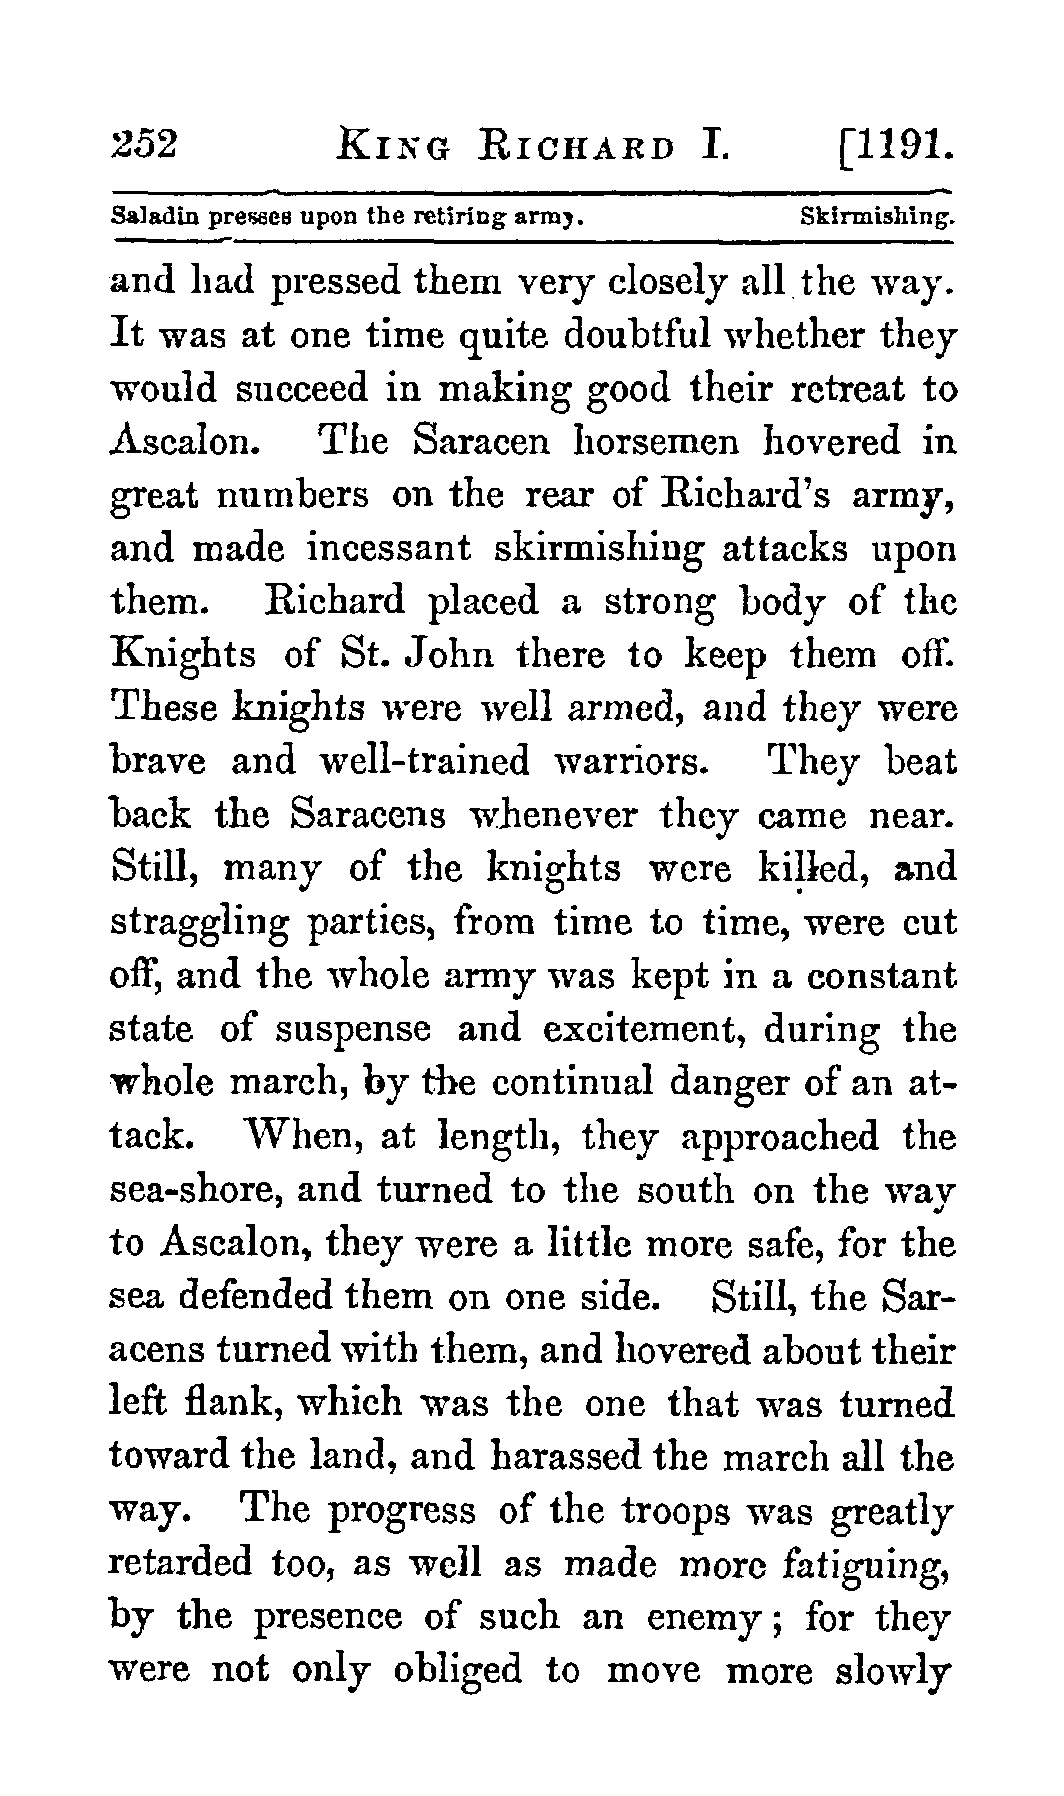 252 KING RICHARD I. [1191.
Saladin presses upon the retiring army. Skirmishing.
and had pressed them very closely all the way.
It was at one time quite doubtful whether they
would succeed in making good their retreat to
Ascalon. The Saracen horsemen hovered in
great numbers on the rear of Richard's army,
and made incessant skirmishing attacks upon
them. Richard placed a strong body of the
Knights of St. John there to keep them off.
These knights were well armed, and they were
brave and well-trained warriors. They beat
back the Saracens whenever they came near.
Still, many of the knights were killed, and
straggling parties, from time to time, were cut
off, and the whole army was kept in a constant
state of suspense and excitement, during the
whole march, by the continual danger of an at-
tack. When, at length, they approached the
sea-shore, and turned to the south on the way
to Ascalon, they were a little more safe, for the
sea defended them on one side. Still, the Sar-
acens turned with them, and hovered about their
left flank, which was the one that was turned
toward the land, and harassed the march all the
way. The progress of the troops was greatly
retarded too, as well as made more fatiguing,
by the presence of such an enemy; for they
were not only obliged to move more slowly